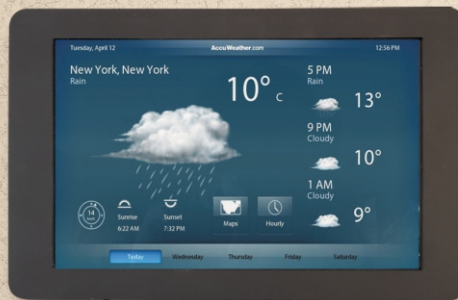 Tuesday, April 12
AccuWeather.com
12:56 PM
New York, New York
Rain
10° C
5 PM
Rain
13°
9 PM
Cloudy
10°
1 AM
Cloudy
9°
14
Sunrise
6:22 AM
Sunset
7:32 PM
Maps
Hourly
Today
Wednesday
Thursday
Friday
Saturday